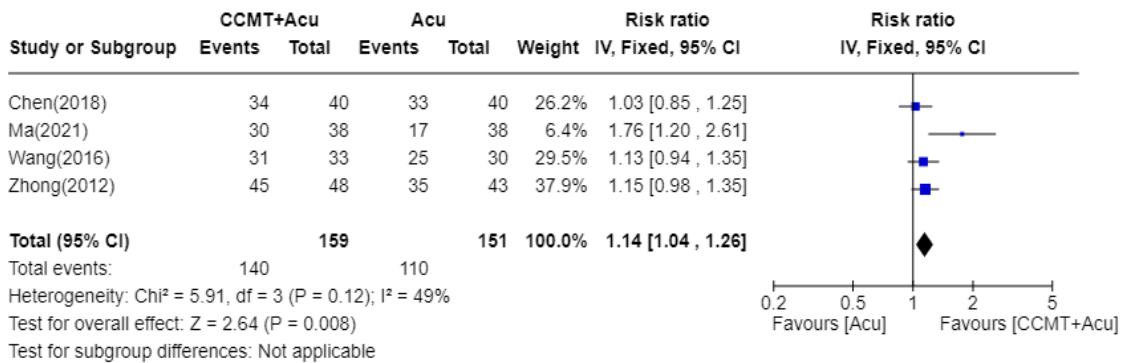 CCMT+Acu Acu Risk ratio Risk ratio
Study or Subgroup Events Total Events Total Weight IV, Fixed, 95% CI IV, Fixed, 95% CI
Chen(2018) 34 40 33 40 26.2% 1.03 [0.85 , 1.25]
Ma(2021) 30 38 17 38 6.4% 1.76 [1.20 , 2.61]
Wang(2016) 31 33 25 30 29.5% 1.13 [0.94 , 1.35]
Zhong(2012) 45 48 35 43 37.9% 1.15 [0.98 , 1.35]
Total (95% CI) 159 151 100.0% 1.14 [1.04 , 1.26]
Total events: 140 110
Heterogeneity: Chi² = 5.91, df = 3 (P = 0.12); I² = 49%
0.2 0.5 1 2 5
Test for overall effect: Z = 2.64 (P = 0.008)
Favours [Acu] Favours [CCMT+Acu]
Test for subgroup differences: Not applicable